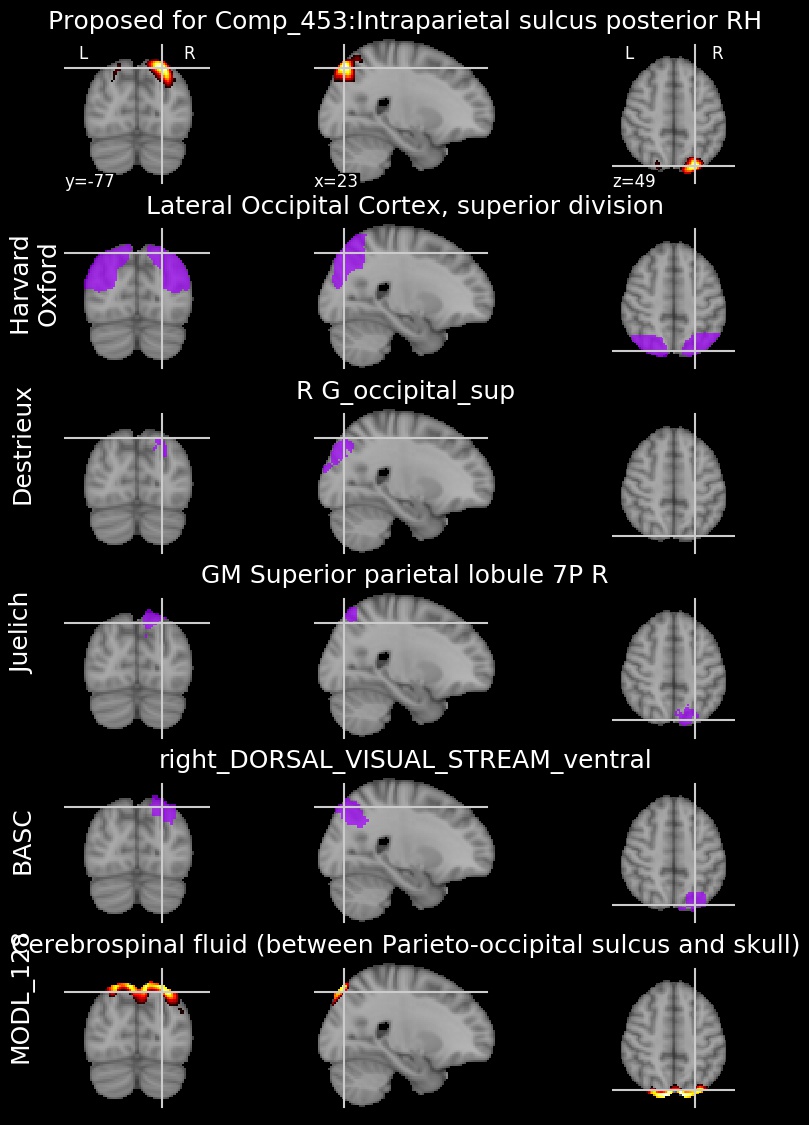 Proposed for Comp_453:Intraparietal sulcus posterior RH
L R L R
y=-77 x=23 z=49
Lateral Occipital Cortex, superior division
Harvard
Oxford
R G_occipital_sup
Destrieux
GM Superior parietal lobule 7P R
Juelich
right_DORSAL_VISUAL_STREAM_ventral
BASC
erebrospinal fluid (between Parieto-occipital sulcus and skull)
MODL_128